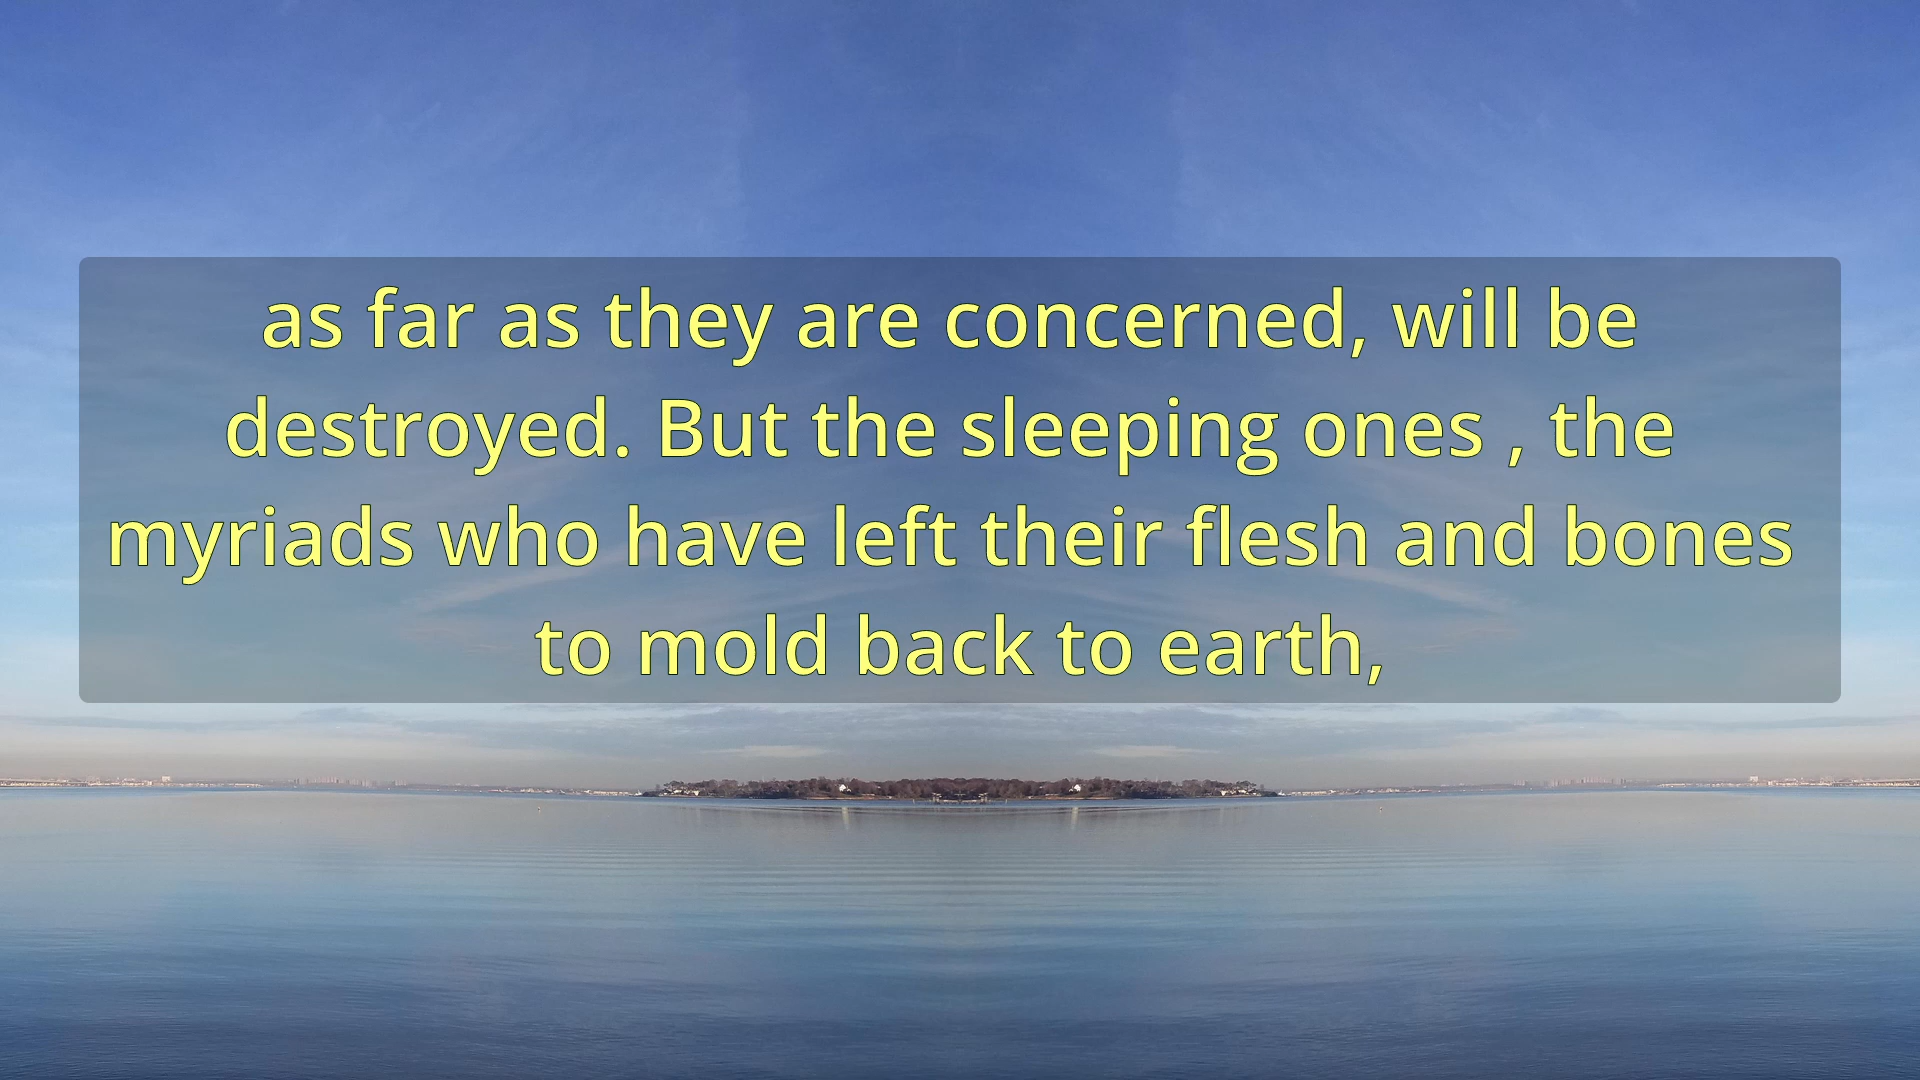 as far as they are concerned, will be
destroyed. But the sleeping ones , the
myriads who have left their flesh and bones
to mold back to earth,